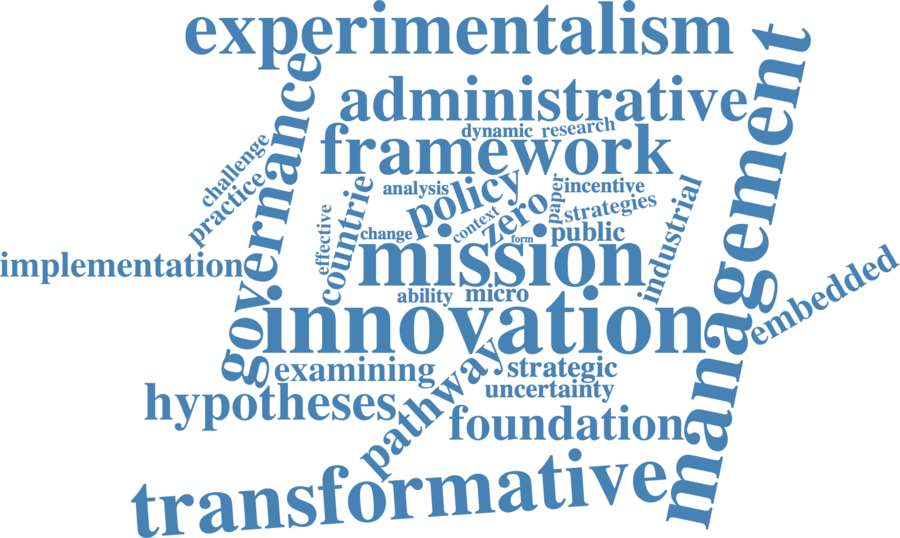 experimentalism
management
governance
administrative
dynamic
research
framework
challenge
practice
analysis
policy
zero
paper
incentive
strategies
countrie
effective
change
context
form
public
industrial
implementation
mission
embedded
ability
micro
innovation
examining
pathway
strategic
uncertainty
hypotheses
foundation
transformative